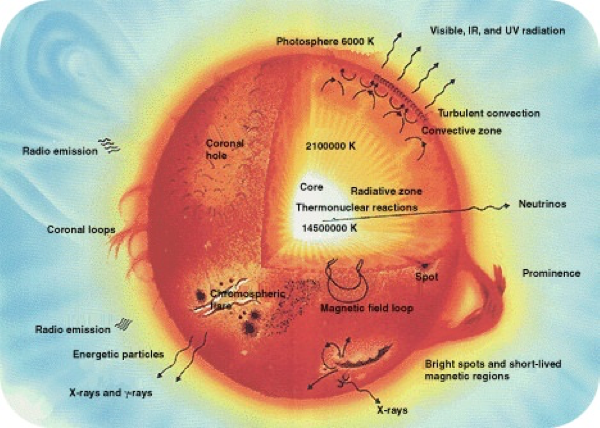 Photosphere 6000 K
Visible, IR, and UV radiation
Turbulent convection
Convective zone
Radio emission
Coronal
hole
2100000 K
Core
Radiative zone
Thermonuclear reactions
Neutrinos
14500000 K
Coronal loops
Spot
Prominence
Chromospheric
flare
Magnetic field loop
Radio emission
Energetic particles
Bright spots and short-lived
magnetic regions
X-rays and γ-rays
X-rays